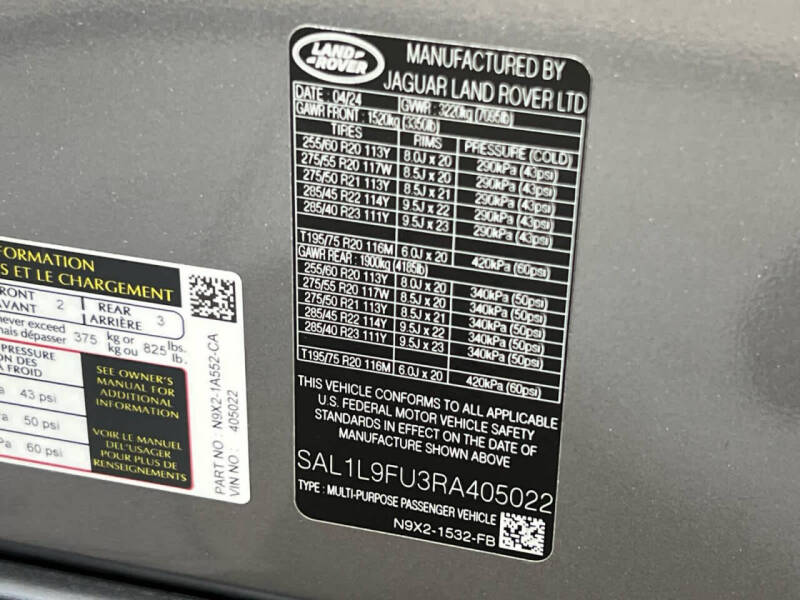 FORMATION
S ET LE CHARGEMENT
FRONT 2 REAR 3
AVANT ARRIÈRE
never exceed 375 kg or 825 lbs.
mais dépasser kg ou lb.
PRESSURE
ON DES
À FROID
43 psi
50 psi
60 psi
SEE OWNER'S
MANUAL FOR
ADDITIONAL
INFORMATION
VOIR LE MANUEL
DE L'USAGER
POUR PLUS DE
RENSEIGNEMENTS
PART NO : N9X2-1A552-CA
VIN NO : 405022
LAND
ROVER
MANUFACTURED BY
JAGUAR LAND ROVER LTD
DATE : 04/24 GVWR : 3220kg (7095lb)
GAWR FRONT : 1520kg (3350lb)
TIRES RIMS PRESSURE (COLD)
255/60 R20 113Y 8.0J x 20 290kPa (43psi)
275/55 R20 117W 8.5J x 20 290kPa (43psi)
275/50 R21 113Y 8.5J x 21 290kPa (43psi)
285/45 R22 114Y 9.5J x 22 290kPa (43psi)
285/40 R23 111Y 9.5J x 23 290kPa (43psi)
T195/75 R20 116M 6.0J x 20 420kPa (60psi)
GAWR REAR : 1900kg (4185lb)
255/60 R20 113Y 8.0J x 20 340kPa (50psi)
275/55 R20 117W 8.5J x 20 340kPa (50psi)
275/50 R21 113Y 8.5J x 21 340kPa (50psi)
285/45 R22 114Y 9.5J x 22 340kPa (50psi)
285/40 R23 111Y 9.5J x 23 340kPa (50psi)
T195/75 R20 116M 6.0J x 20 420kPa (60psi)
THIS VEHICLE CONFORMS TO ALL APPLICABLE
U.S. FEDERAL MOTOR VEHICLE SAFETY
STANDARDS IN EFFECT ON THE DATE OF
MANUFACTURE SHOWN ABOVE
SAL1L9FU3RA405022
TYPE : MULTI-PURPOSE PASSENGER VEHICLE
N9X2-1532-FB